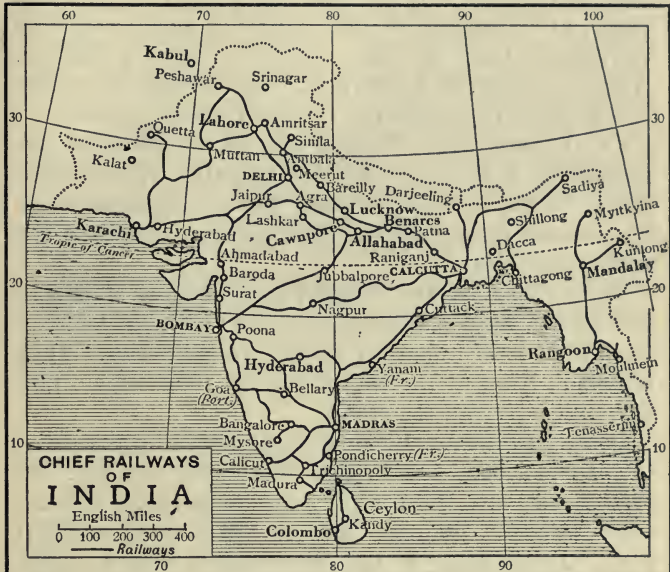 60 70 80 90 100
Kabul
Peshawar
Srinagar
30 30
Lahore Amritsar
Quetta
Simla
Kalat
Multan
Ambala
DELHI Meerut
Bareilly Darjeeling
Sadiya
Jaipur Agra
Lucknow
Lashkar
Benares
Shillong
Myitkyina
Karachi Hyderabad
Cawnpore
Patna
Allahabad
Tropic of Cancr.
Ahmadabad
Raniganj
Dacca
Kunlong
Baroda
Jubbalpore
CALCUTTA
Chittagong
Mandalay
20 20
Surat
Nagpur
Cuttack
BOMBAY
Poona
Hyderabad
Rangoon
Yanam
(Fr.)
Moulmein
Goa
(Port.)
Bellary
Bangalore
MADRAS
Tenasserim
Mysore
10 10
Calicut
Pondicherry (Fr.)
Trichinopoly
Madura
Ceylon
Kandy
Colombo
CHIEF RAILWAYS
OF
INDIA
English Miles
0 100 200 300 400
Railways
70 80 90